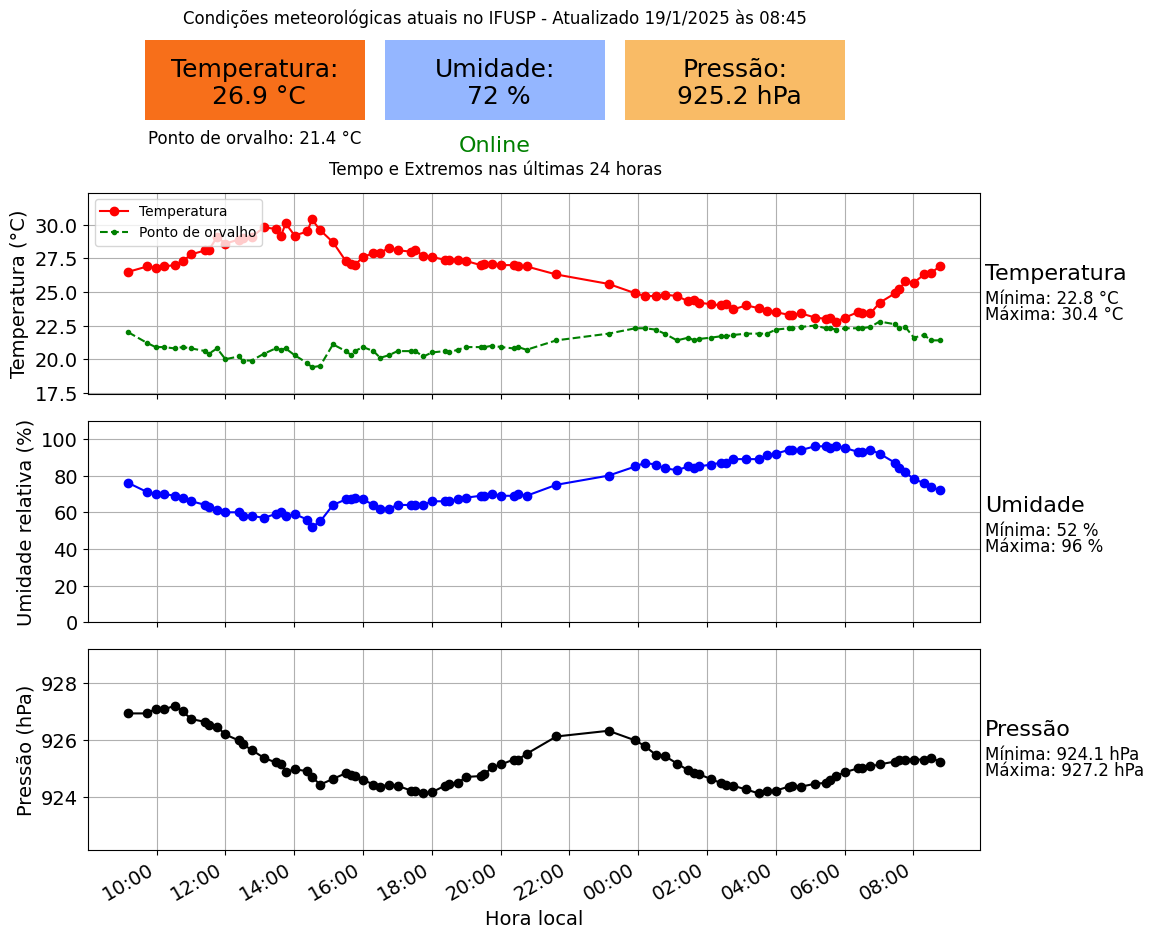 Condições meteorológicas atuais no IFUSP - Atualizado 19/1/2025 às 08:45
Temperatura:
26.9 °C
Umidade:
72 %
Pressão:
925.2 hPa
Ponto de orvalho: 21.4 °C
Online
Tempo e Extremos nas últimas 24 horas
Temperatura (°C)
30.0
27.5
25.0
22.5
20.0
17.5
Temperatura
Ponto de orvalho
Temperatura
Mínima: 22.8 °C
Máxima: 30.4 °C
Umidade relativa (%)
100
80
60
40
20
0
Umidade
Mínima: 52 %
Máxima: 96 %
Pressão (hPa)
928
926
924
Pressão
Mínima: 924.1 hPa
Máxima: 927.2 hPa
10:00 12:00 14:00 16:00 18:00 20:00 22:00 00:00 02:00 04:00 06:00 08:00
Hora local